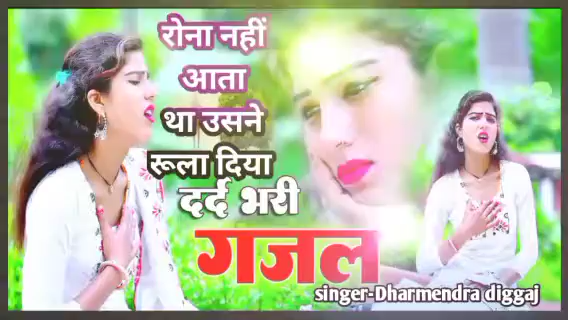 रोना नहीं
आता
था उसने
रूला दिया
दर्द भरी
गजल
singer-Dharmendra diggaj